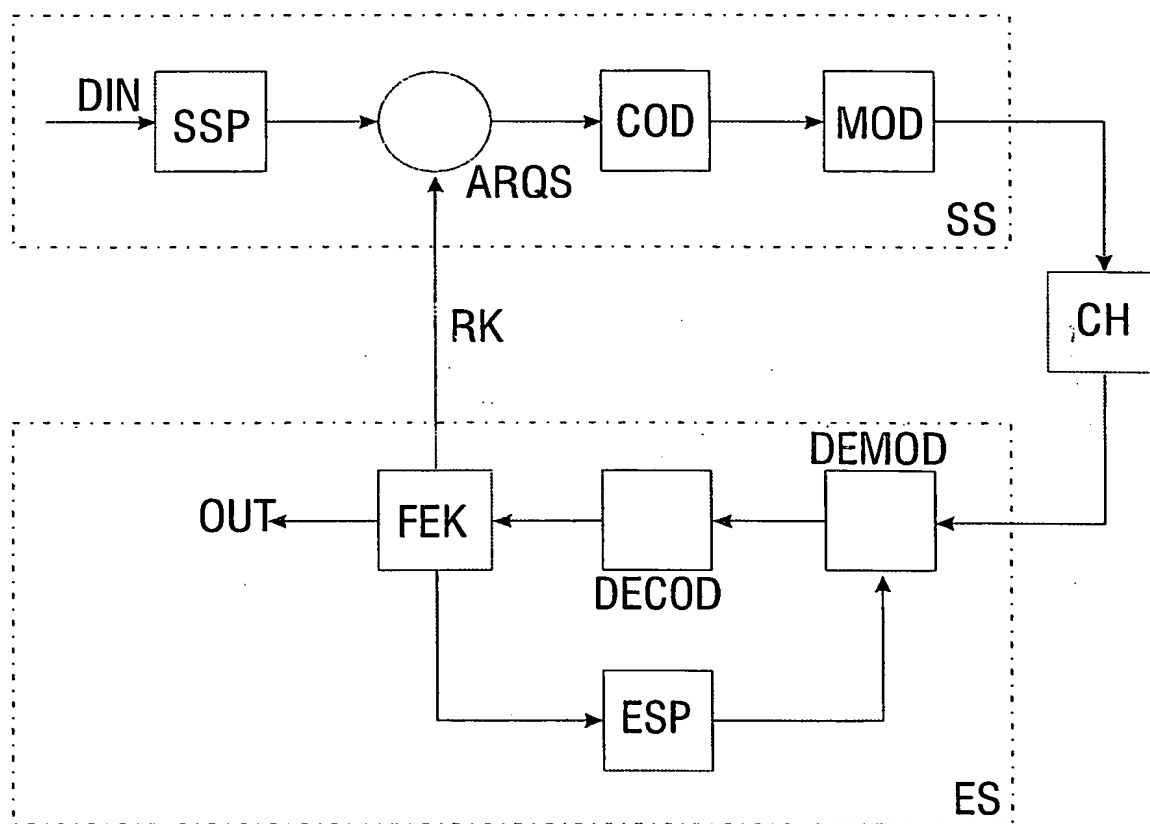 DIN
SSP
ARQS
COD
MOD
SS
CH
RK
DEMOD
OUT
FEK
DECOD
ESP
ES